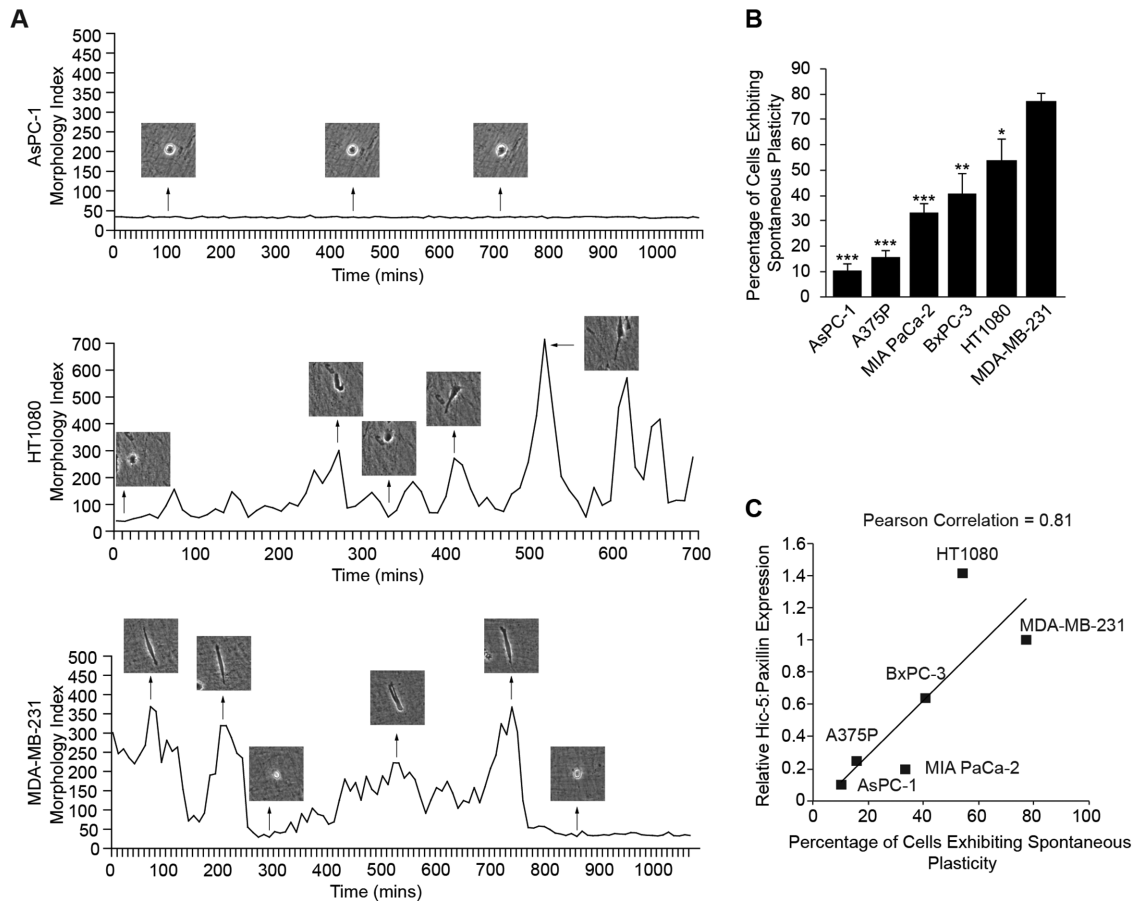 A
AsPC-1
Morphology Index
500
450
400
350
300
250
200
150
100
50
0
0 100 200 300 400 500 600 700 800 900 1000
Time (mins)
HT1080
Morphology Index
700
600
500
400
300
200
100
0
0 100 200 300 400 500 600 700
Time (mins)
MDA-MB-231
Morphology Index
500
450
400
350
300
250
200
150
100
50
0
0 100 200 300 400 500 600 700 800 900 1000
Time (mins)
B
Percentage of Cells Exhbiting
Spontaneous Plasticity
90
80
70
60
50
40
30
20
10
0
***
***
***
**
*
AsPC-1
A375P
MIA PaCa-2
BxPC-3
HT1080
MDA-MB-231
C
Pearson Correlation = 0.81
Relative Hic-5:Paxillin Expression
1.6
1.4
1.2
1
0.8
0.6
0.4
0.2
0
HT1080
MDA-MB-231
BxPC-3
A375P
MIA PaCa-2
AsPC-1
0 20 40 60 80 100
Percentage of Cells Exhibiting Spontaneous
Plasticity